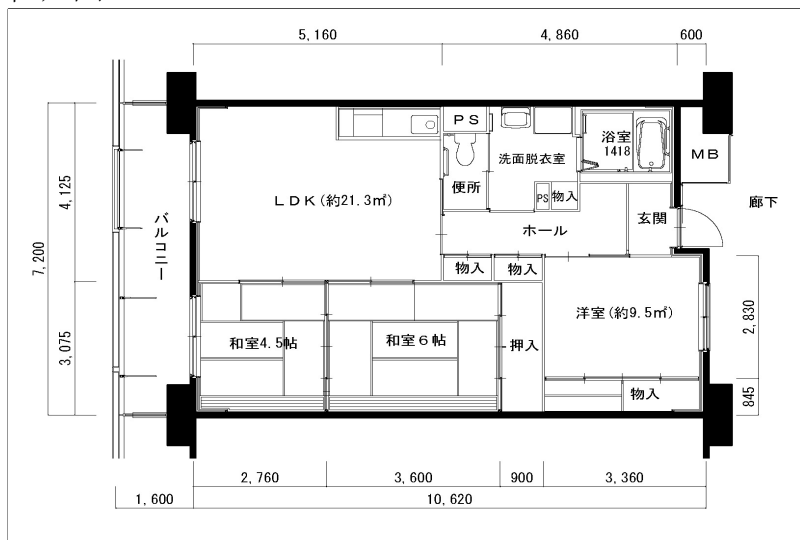 5,160
4,860
600
PS
浴室
1418
洗面脱衣室
MB
便所
PS
物入
廊下
LDK(約21.3㎡)
玄関
ホール
バルコニー
4,125
7,200
物入
物入
洋室(約9.5㎡)
2,830
和室4.5帖
和室6帖
押入
3,075
物入
845
2,760
3,600
900
3,360
1,600
10,620